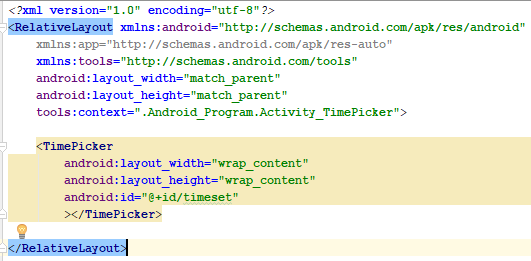 <?xml version="1.0" encoding="utf-8"?>
<RelativeLayout xmlns:android="http://schemas.android.com/apk/res/android"
xmlns:app="http://schemas.android.com/apk/res-auto"
xmlns:tools="http://schemas.android.com/tools"
android:layout_width="match_parent"
android:layout_height="match_parent"
tools:context=".Android_Program.Activity_TimePicker">
<TimePicker
android:layout_width="wrap_content"
android:layout_height="wrap_content"
android:id="@+id/timeset"
></TimePicker>
</RelativeLayout>